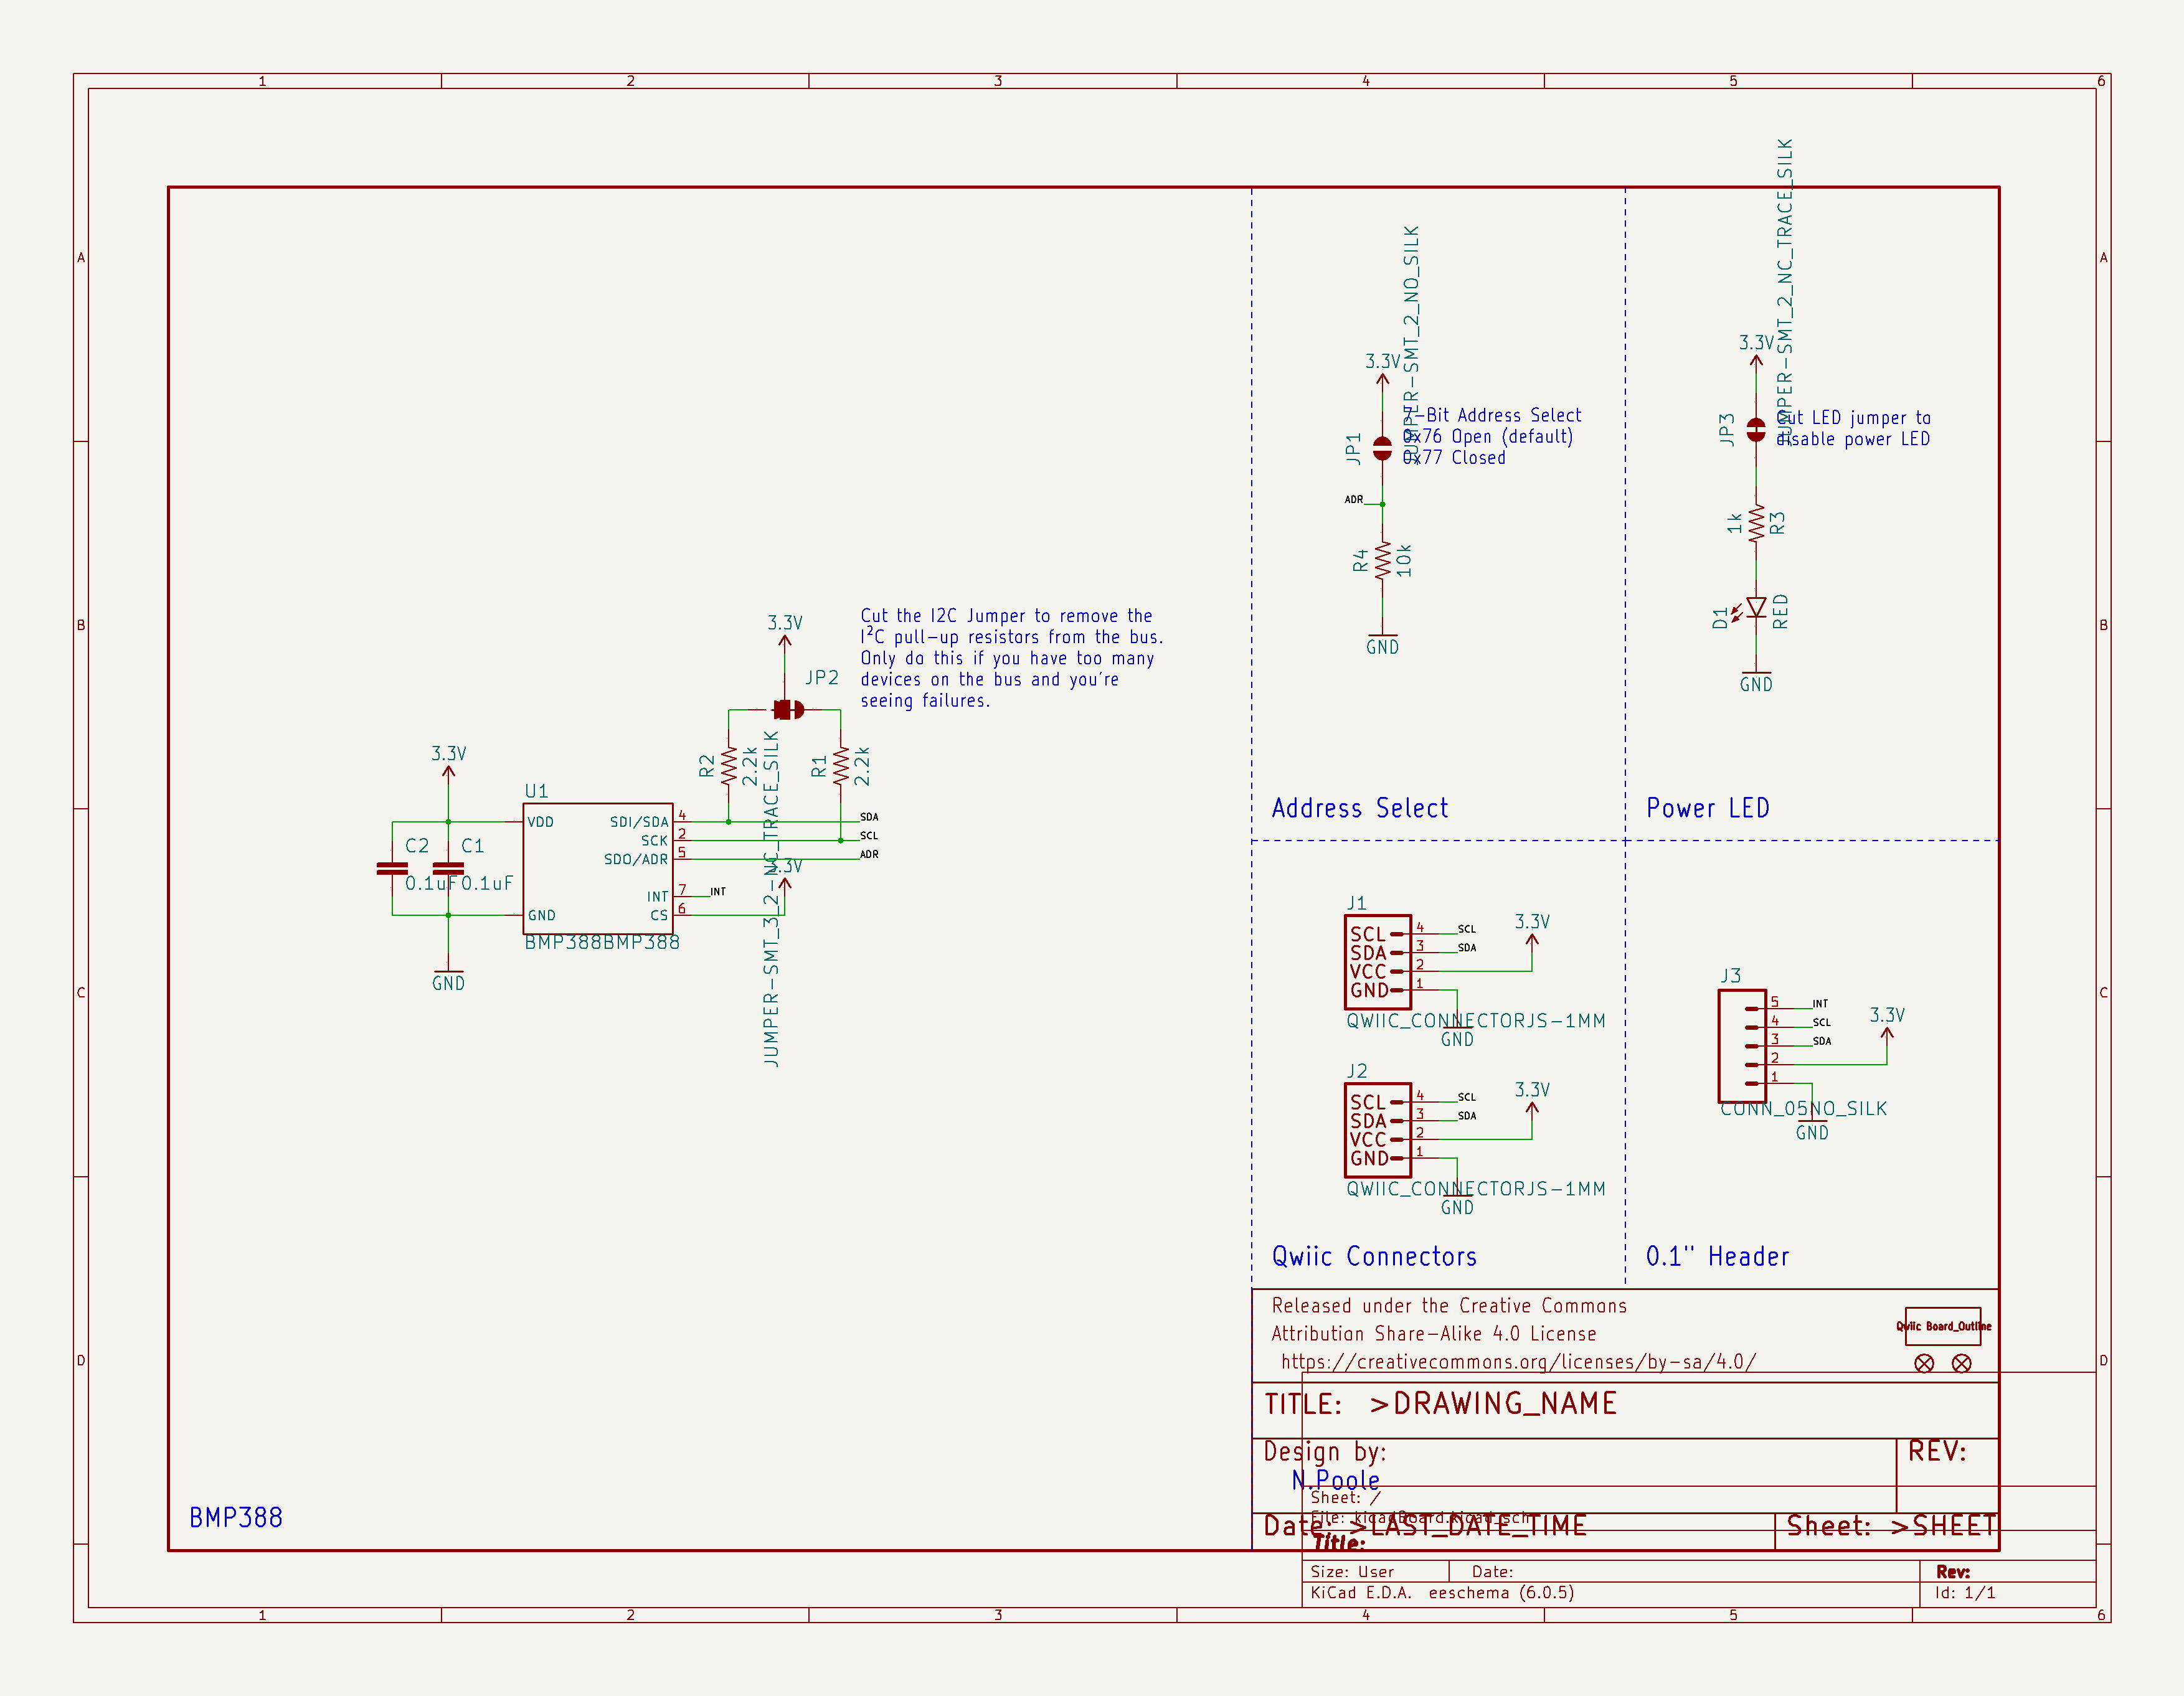 1 2 3 4 5 6
A
A
B
B
C
C
D
D
1 2 3 4 5 6
3.3V
JP2
JUMPER-SMT_3_2-NC_TRACE_SILK
Cut the I2C Jumper to remove the
I²C pull-up resistors from the bus.
Only do this if you have too many
devices on the bus and you're
seeing failures.
R2
2.2k
R1
2.2k
3.3V
C2
0.1uF
C1
0.1uF
GND
U1
VDD
GND
SDI/SDA
SCK
SDO/ADR
INT
CS
4
2
5
7
6
BMP388BMP388
SDA
SCL
ADR
INT
3.3V
BMP388
3.3V
JUMPER-SMT_2_NO_SILK
JP1
7-Bit Address Select
0x76 Open (default)
0x77 Closed
ADR
R4
10k
GND
Address Select
3.3V
JUMPER-SMT_2_NC_TRACE_SILK
JP3
Cut LED jumper to
disable power LED
1k
R3
D1
RED
GND
Power LED
J1
SCL 4 SCL
SDA 3 SDA
VCC 2
GND 1
3.3V
QWIIC_CONNECTORJS-1MM
GND
J2
SCL 4 SCL
SDA 3 SDA
VCC 2
GND 1
3.3V
QWIIC_CONNECTORJS-1MM
GND
Qwiic Connectors
J3
5 INT
4 SCL
3 SDA
2
1
3.3V
CONN_05NO_SILK
GND
0.1" Header
Released under the Creative Commons
Attribution Share-Alike 4.0 License
https://creativecommons.org/licenses/by-sa/4.0/
Qwiic Board_Outline
TITLE: >DRAWING_NAME
Design by:
REV:
N.Poole
Sheet: /
File: kicadBoard.kicad_sch
Date: >LAST_DATE_TIME
Sheet: >SHEET
Title:
Size: User
Date:
Rev:
KiCad E.D.A. eeschema (6.0.5)
Id: 1/1